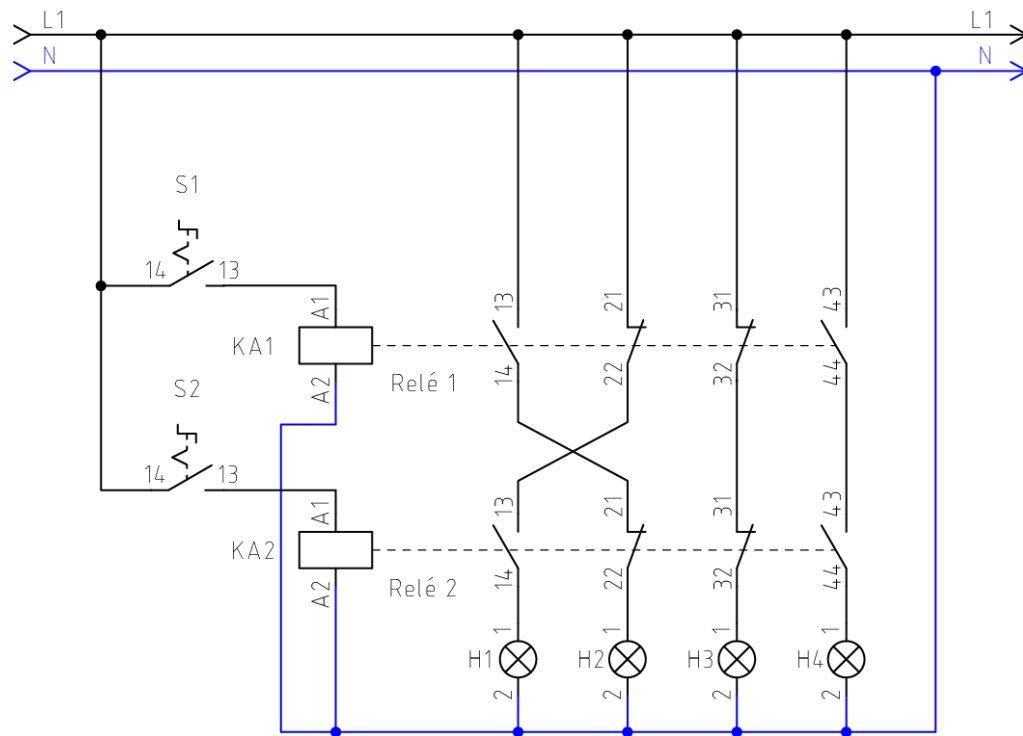 L1 L1
N N
S1
14 13
A1 13 21 31 43
KA1
A2 Relé 1 14 22 32 44
S2
14 13
A1 13 21 31 43
KA2
A2 Relé 2 14 22 32 44
1 1 1 1
H1 H2 H3 H4
2 2 2 2